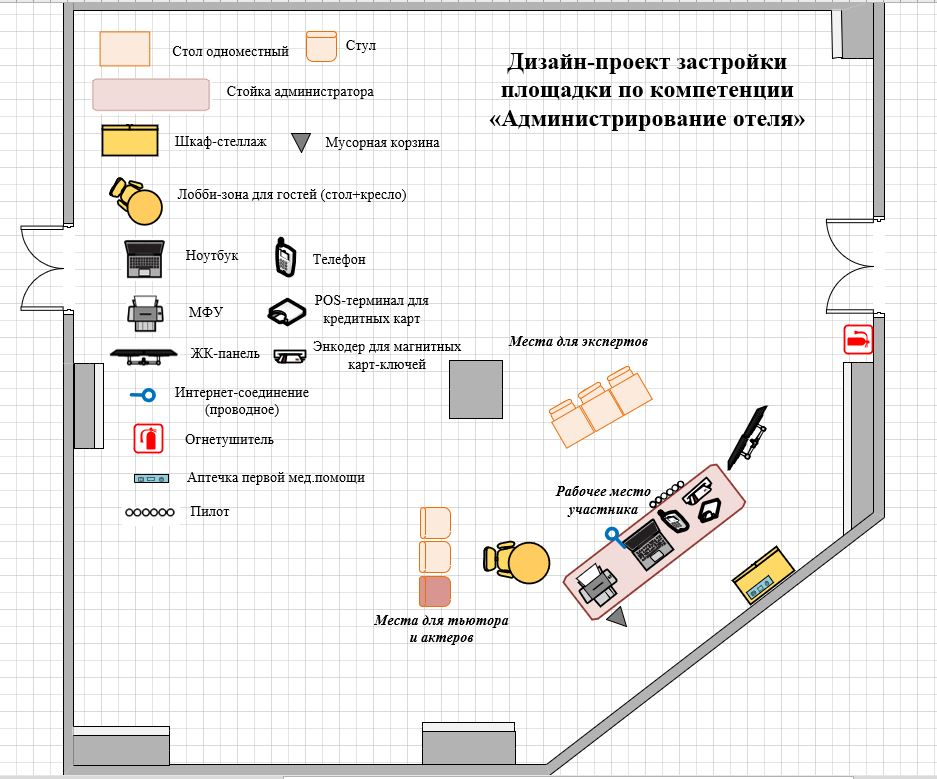 Стол одноместный
Стул
Дизайн-проект застройки
площадки по компетенции
«Администрирование отеля»
Стойка администратора
Шкаф-стеллаж
Мусорная корзина
Лобби-зона для гостей (стол+кресло)
Ноутбук
Телефон
МФУ
POS-терминал для
кредитных карт
ЖК-панель
Энкодер для магнитных
карт-ключей
Места для экспертов
Интернет-соединение
(проводное)
Огнетушитель
Аптечка первой мед.помощи
Пилот
Рабочее место
участника
Места для тьютора
и актеров